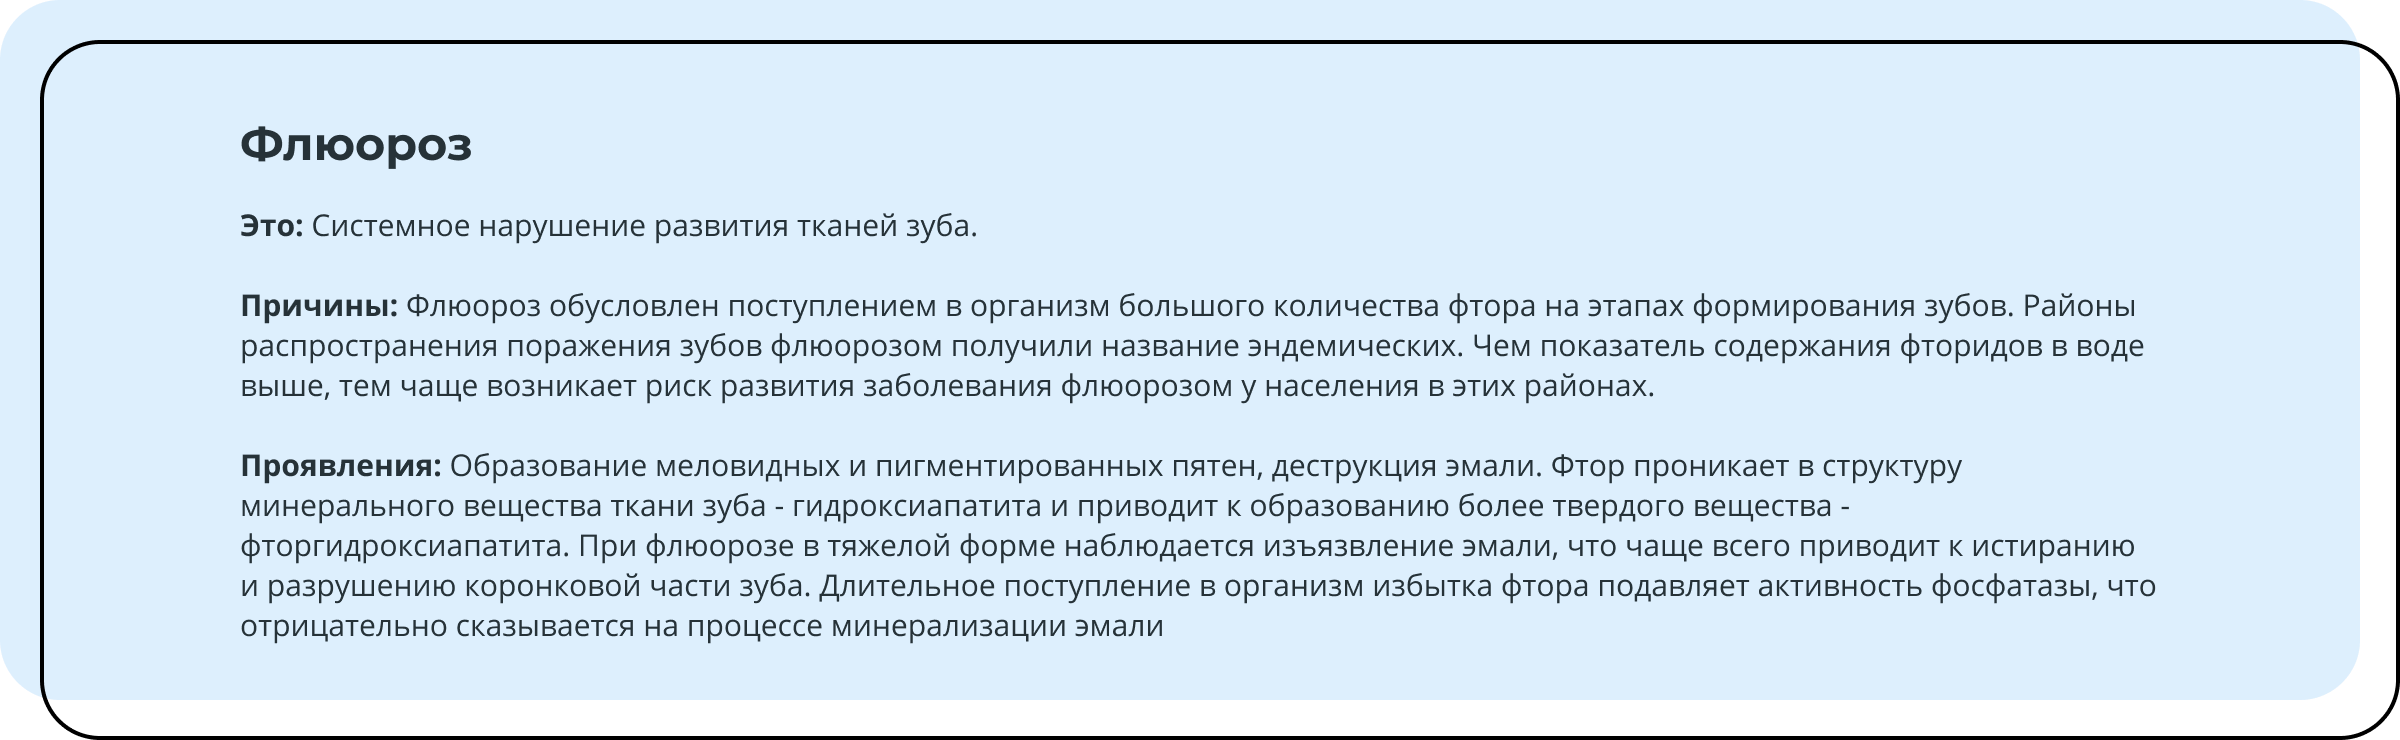 Флюороз
Это: Системное нарушение развития тканей зуба.
Причины: Флюороз обусловлен поступлением в организм большого количества фтора на этапах формирования зубов. Районы
распространения поражения зубов флюорозом получили название эндемических. Чем показатель содержания фторидов в воде
выше, тем чаще возникает риск развития заболевания флюорозом у населения в этих районах.
Проявления: Образование меловидных и пигментированных пятен, деструкция эмали. Фтор проникает в структуру
минерального вещества ткани зуба - гидроксиапатита и приводит к образованию более твердого вещества -
фторгидроксиапатита. При флюорозе в тяжелой форме наблюдается изъязвление эмали, что чаще всего приводит к истиранию
и разрушению коронковой части зуба. Длительное поступление в организм избытка фтора подавляет активность фосфатазы, что
отрицательно сказывается на процессе минерализации эмали